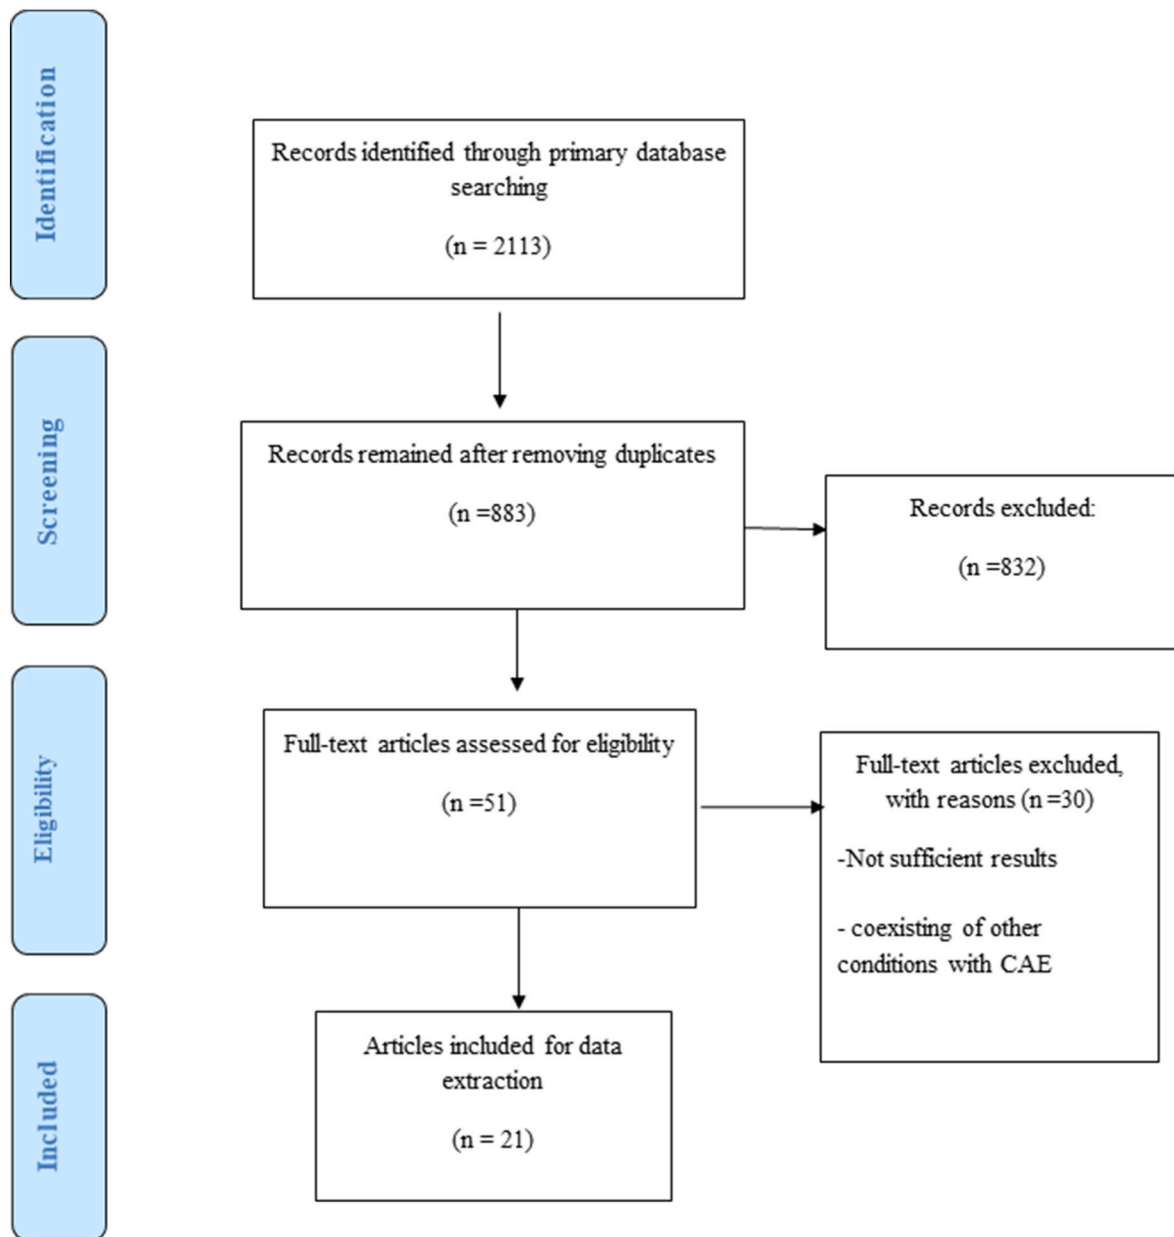 Identification
Records identified through primary database
searching
(n = 2113)
Screening
Records remained after removing duplicates
(n =883)
Records excluded:
(n =832)
Eligibility
Full-text articles assessed for eligibility
(n =51)
Full-text articles excluded,
with reasons (n =30)
-Not sufficient results
- coexisting of other
conditions with CAE
Included
Articles included for data
extraction
(n = 21)